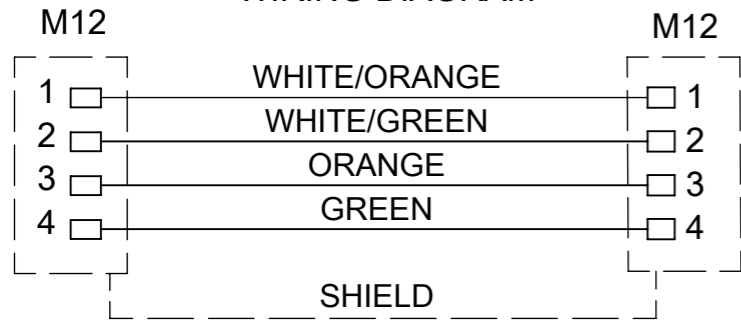 M12 M12
1 WHITE/ORANGE 1
2 WHITE/GREEN 2
3 ORANGE 3
4 GREEN 4
SHIELD